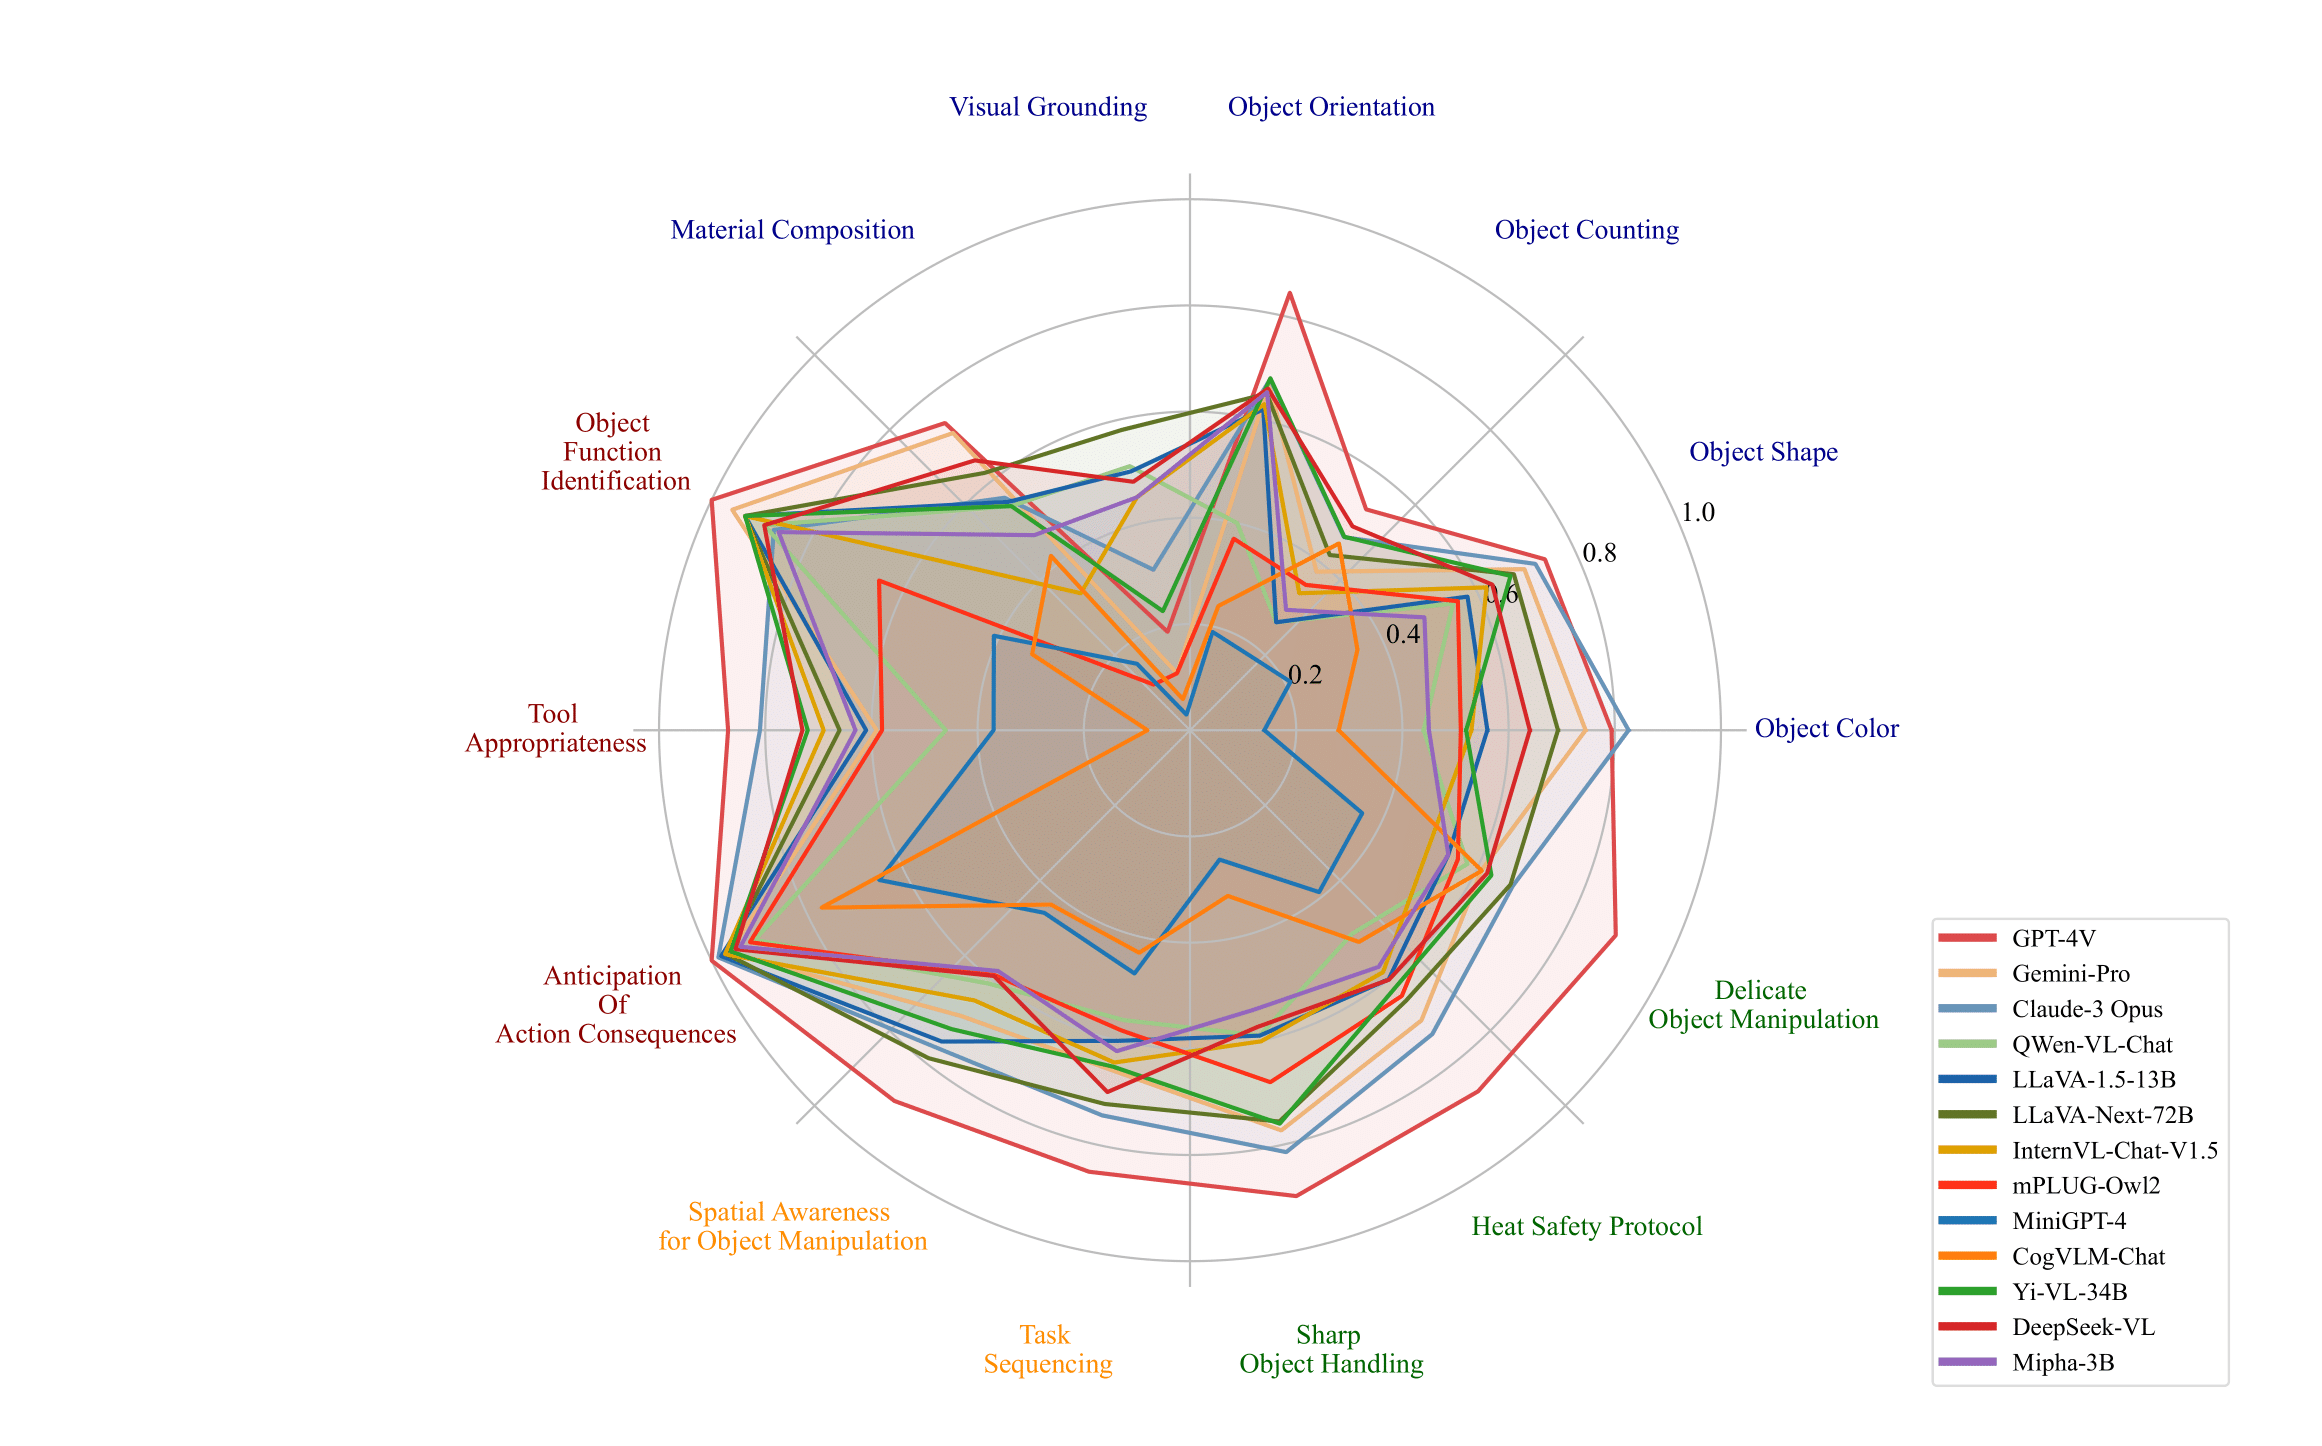 Visual Grounding
Object Orientation
Material Composition
Object Counting
Object
Function
Identification
Object Shape
1.0
0.8
0.6
0.4
0.2
Tool
Appropriateness
Object Color
Anticipation
Of
Action Consequences
Delicate
Object Manipulation
Spatial Awareness
for Object Manipulation
Heat Safety Protocol
Task
Sequencing
Sharp
Object Handling
GPT-4V
Gemini-Pro
Claude-3 Opus
QWen-VL-Chat
LLaVA-1.5-13B
LLaVA-Next-72B
InternVL-Chat-V1.5
mPLUG-Owl2
MiniGPT-4
CogVLM-Chat
Yi-VL-34B
DeepSeek-VL
Mipha-3B